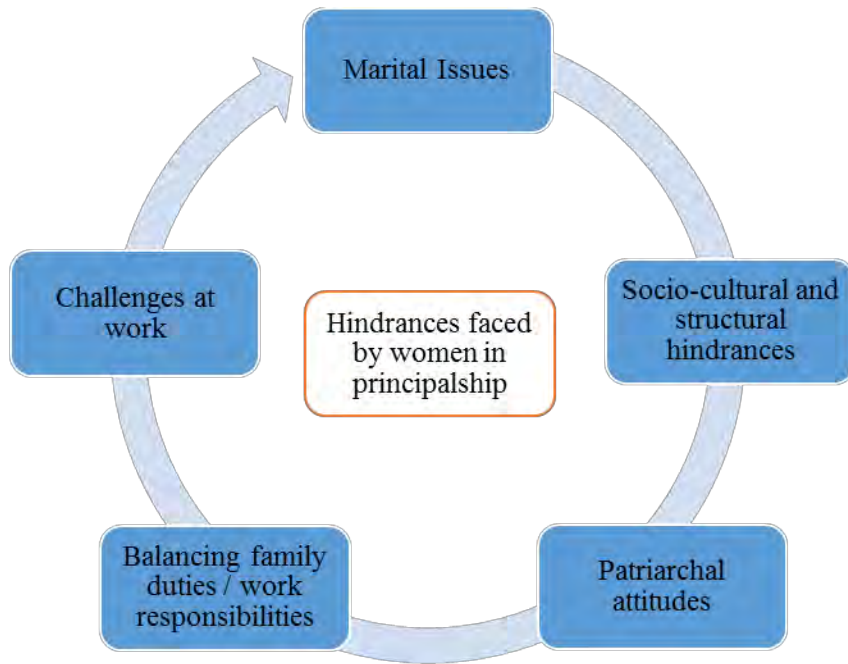 Marital Issues
Socio-cultural and
structural
hindrances
Patriarchal
attitudes
Balancing family
duties / work
responsibilities
Challenges at
work
Hindrances faced
by women in
principalship